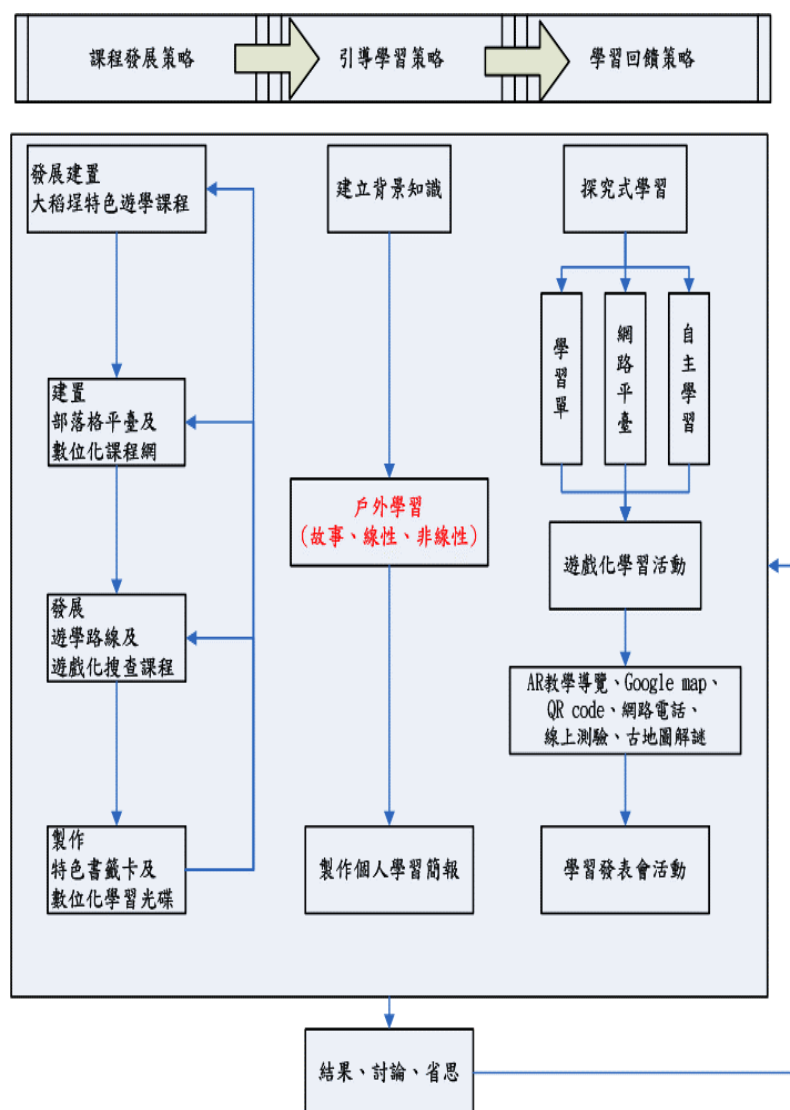 課程發展策略
引導學習策略
學習回饋策略
發展建置
大稻埕特色遊學課程
建置
部落格平臺及
數位化課程網
發展
遊學路線及
遊戲化搜查課程
製作
特色書籤卡及
數位化學習光碟
建立背景知識
戶外學習
(故事、線性、非線性)
製作個人學習簡報
探究式學習
學習單
網路平臺
自主學習
遊戲化學習活動
AR教學導覽、Google map、
QR code、網路電話、
線上測驗、古地圖解謎
學習發表會活動
結果、討論、省思